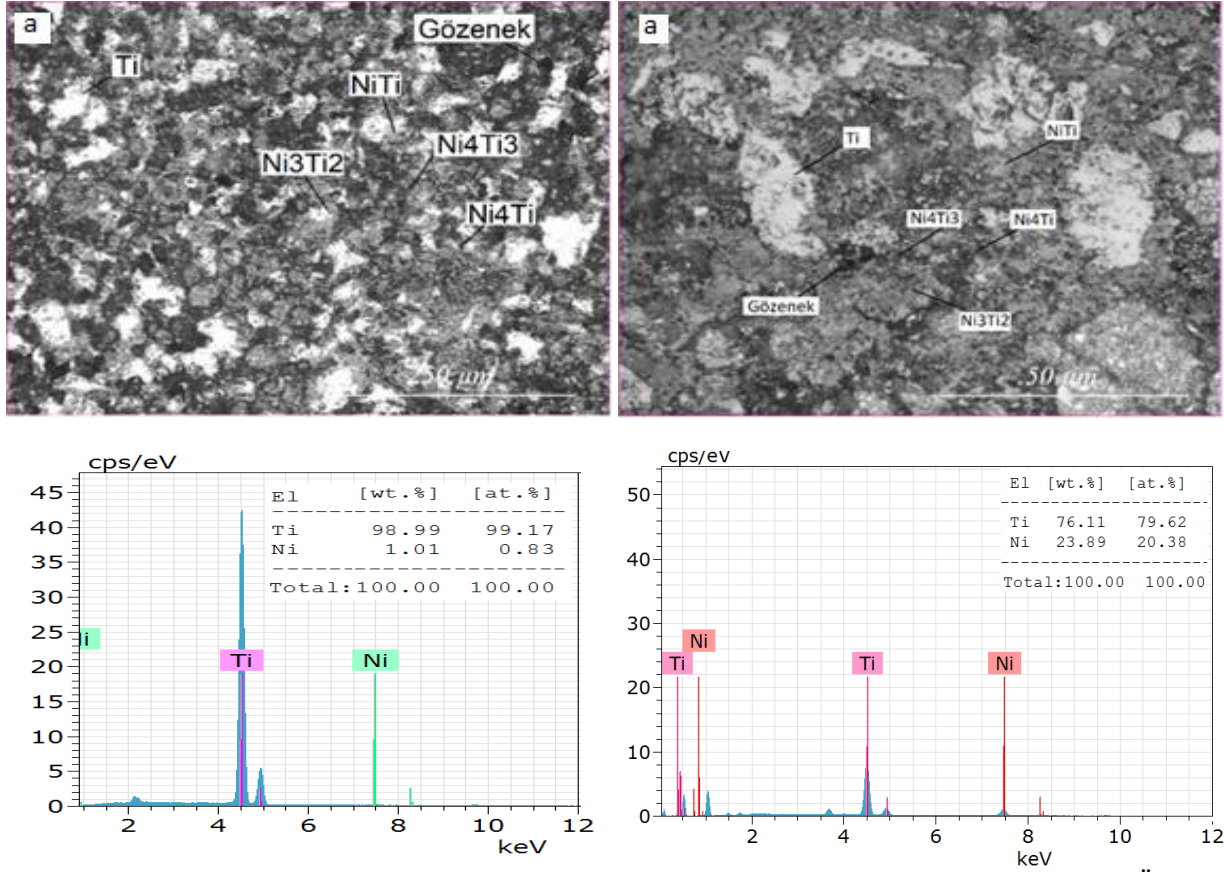 a
Gözenek
Ti
NiTi
Ni4Ti3
Ni3Ti2
Ni4Ti
250 µm
a
Ti
NiTi
Ni4Ti3
Ni4Ti
Gözenek
Ni3Ti2
50 µm
cps/eV
El [wt.%] [at.%]
Ti 98.99 99.17
Ni 1.01 0.83
Total:100.00 100.00
45
40
35
30
25
20
15
10
5
0
Ti
Ni
2 4 6 8 10 12
keV
cps/eV
El [wt.%] [at.%]
Ti 76.11 79.62
Ni 23.89 20.38
Total:100.00 100.00
50
40
30
20
10
0
Ni
Ti
Ti
Ni
2 4 6 8 10 12
keV